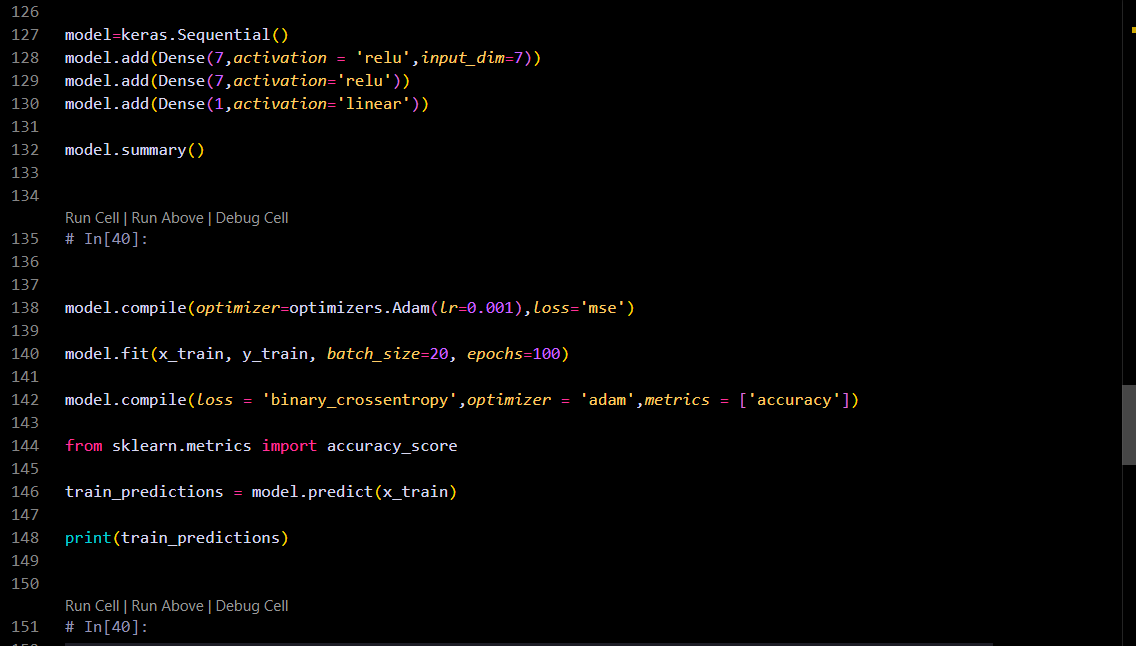 126
127 model=keras.Sequential()
128 model.add(Dense(7,activation = 'relu',input_dim=7))
129 model.add(Dense(7,activation='relu'))
130 model.add(Dense(1,activation='linear'))
131
132 model.summary()
133
134
Run Cell | Run Above | Debug Cell
135 # In[40]:
136
137
138 model.compile(optimizer=optimizers.Adam(lr=0.001),loss='mse')
139
140 model.fit(x_train, y_train, batch_size=20, epochs=100)
141
142 model.compile(loss = 'binary_crossentropy',optimizer = 'adam',metrics = ['accuracy'])
143
144 from sklearn.metrics import accuracy_score
145
146 train_predictions = model.predict(x_train)
147
148 print(train_predictions)
149
150
Run Cell | Run Above | Debug Cell
151 # In[40]: